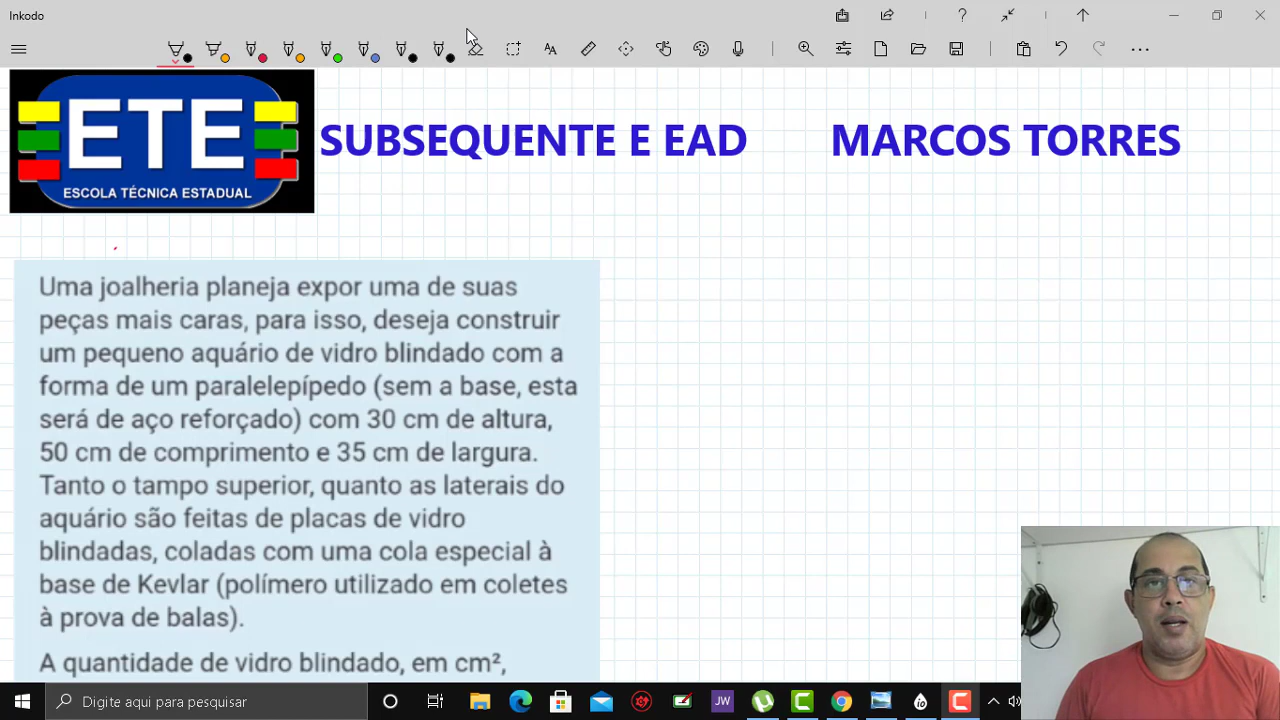 Inkodo
ETE
ESCOLA TÉCNICA ESTADUAL
SUBSEQUENTE E EAD MARCOS TORRES
Uma joalheria planeja expor uma de suas
peças mais caras, para isso, deseja construir
um pequeno aquário de vidro blindado com a
forma de um paralelepípedo (sem a base, esta
será de aço reforçado) com 30 cm de altura,
50 cm de comprimento e 35 cm de largura.
Tanto o tampo superior, quanto as laterais do
aquário são feitas de placas de vidro
blindadas, coladas com uma cola especial à
base de Kevlar (polímero utilizado em coletes
à prova de balas).
A quantidade de vidro blindado, em cm²,
Digite aqui para pesquisar
JW